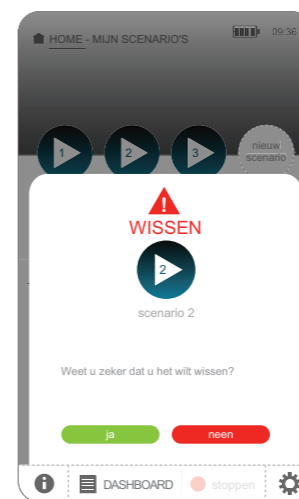 HOME - MIJN SCENARIO'S
09:36
1
2
3
nieuw
scenario
!
WISSEN
2
scenario 2
Weet u zeker dat u het wilt wissen?
ja
neen
i
DASHBOARD
stoppen